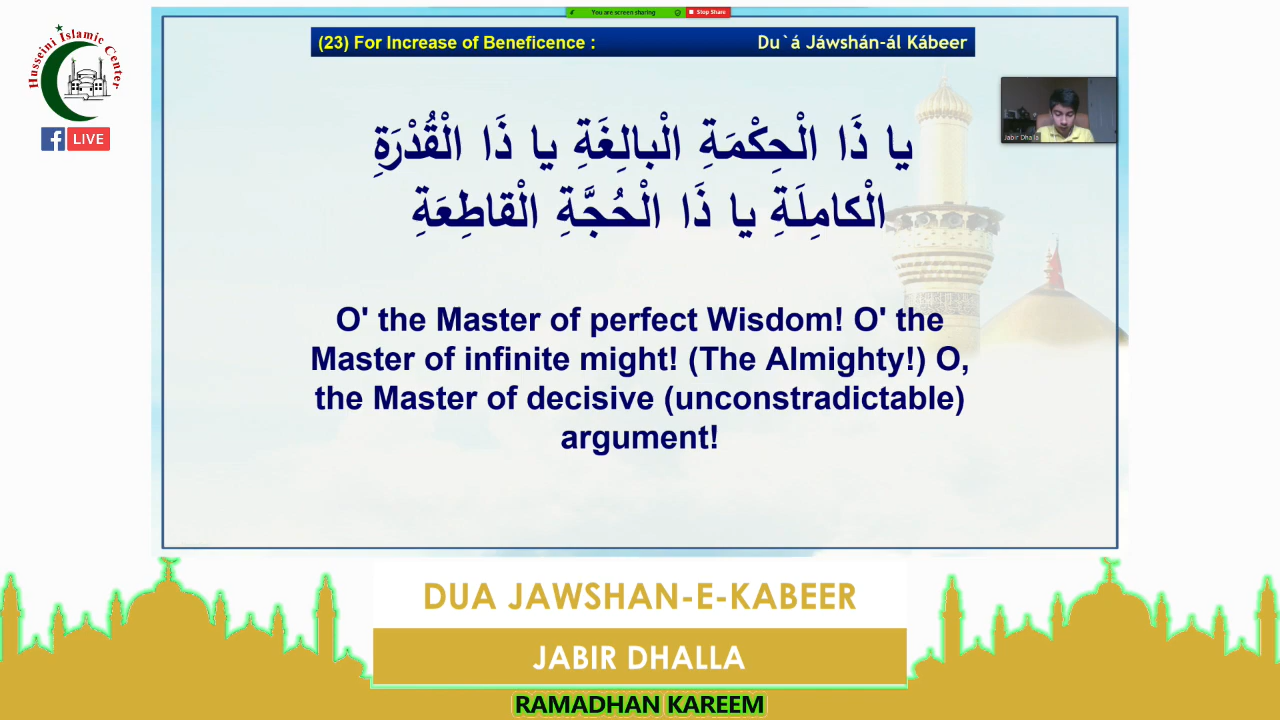 You are screen sharing
Stop Share
Husseini Islamic Center
LIVE
(23) For Increase of Beneficence :
Du`á Jáwshán-ál Kábeer
Jabir Dhalla
يا ذَا الْحِكْمَةِ الْبالِغَةِ يا ذَا الْقُدْرَةِ
الْكامِلَةِ يا ذَا الْحُجَّةِ الْقاطِعَةِ
O' the Master of perfect Wisdom! O' the
Master of infinite might! (The Almighty!) O,
the Master of decisive (unconstradictable)
argument!
DUA JAWSHAN-E-KABEER
JABIR DHALLA
RAMADHAN KAREEM